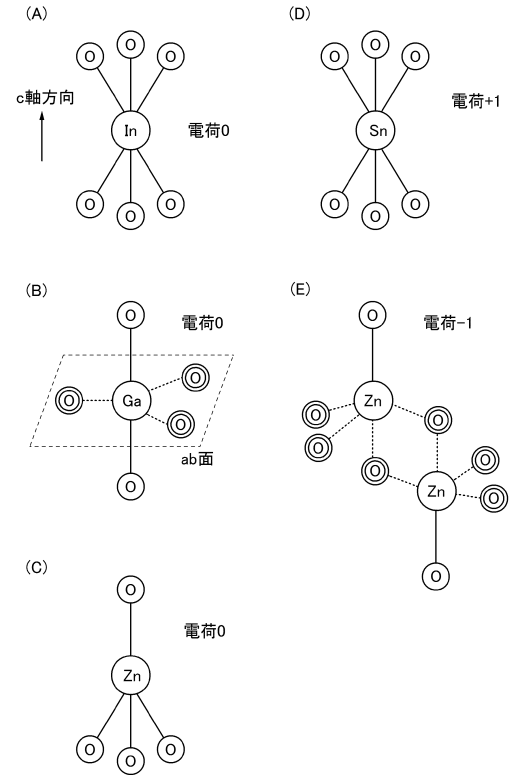 (A)
O O O
c軸方向
In
電荷0
O O O
(D)
O O O
Sn
電荷+1
O O O
(B)
O
電荷0
O Ga O
O
ab面
O
(C)
O
電荷0
Zn
O O O
(E)
O
電荷−1
Zn
O O
O
O O
Zn O
O